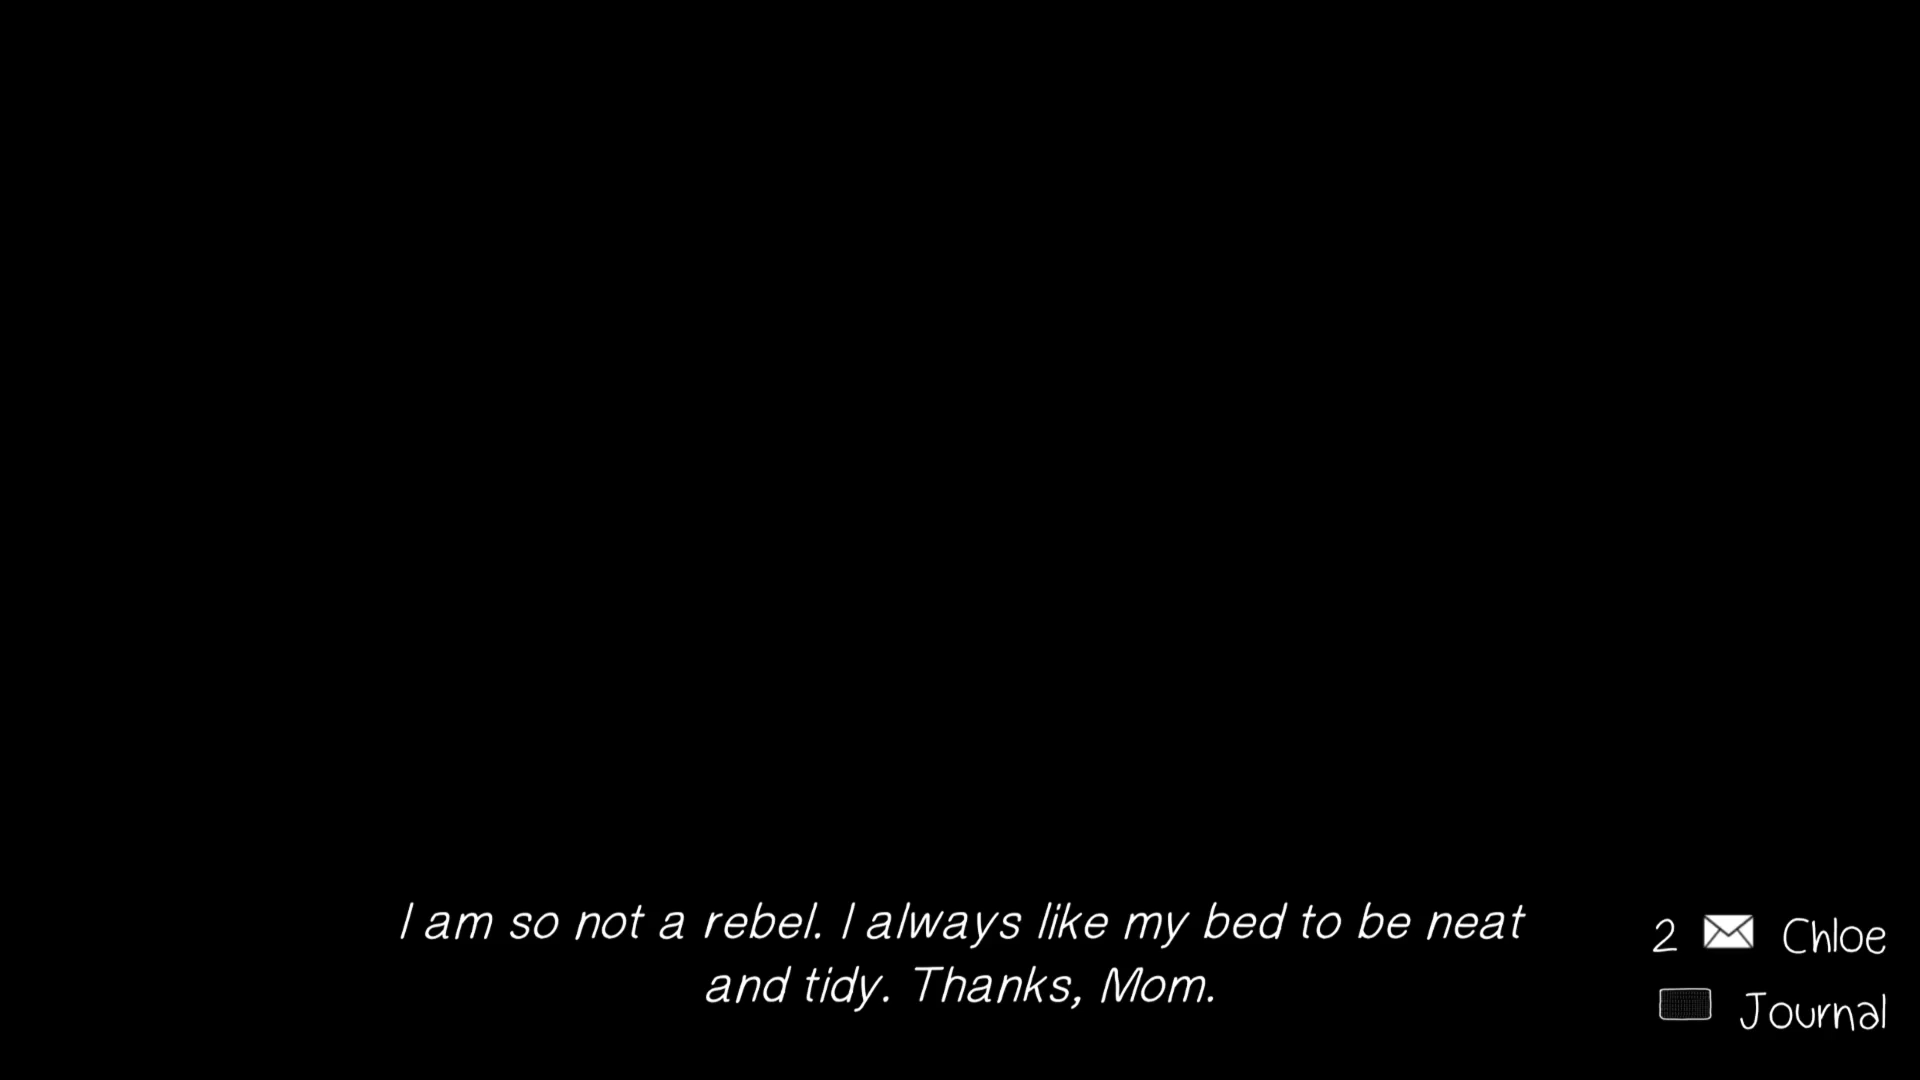 I am so not a rebel. I always like my bed to be neat
and tidy. Thanks, Mom.
2 Chloe
Journal